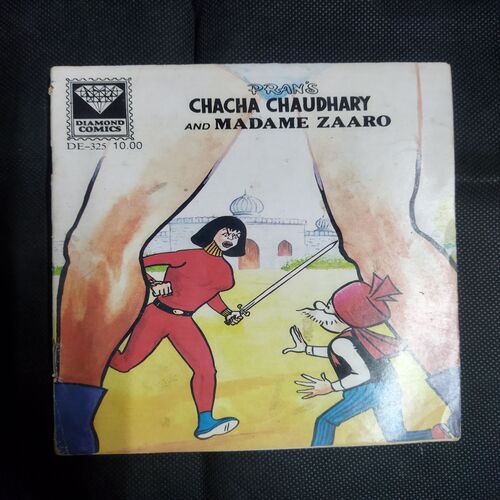 PRAN'S
CHACHA CHAUDHARY
AND MADAME ZAARO
DIAMOND
COMICS
DE-325 10.00